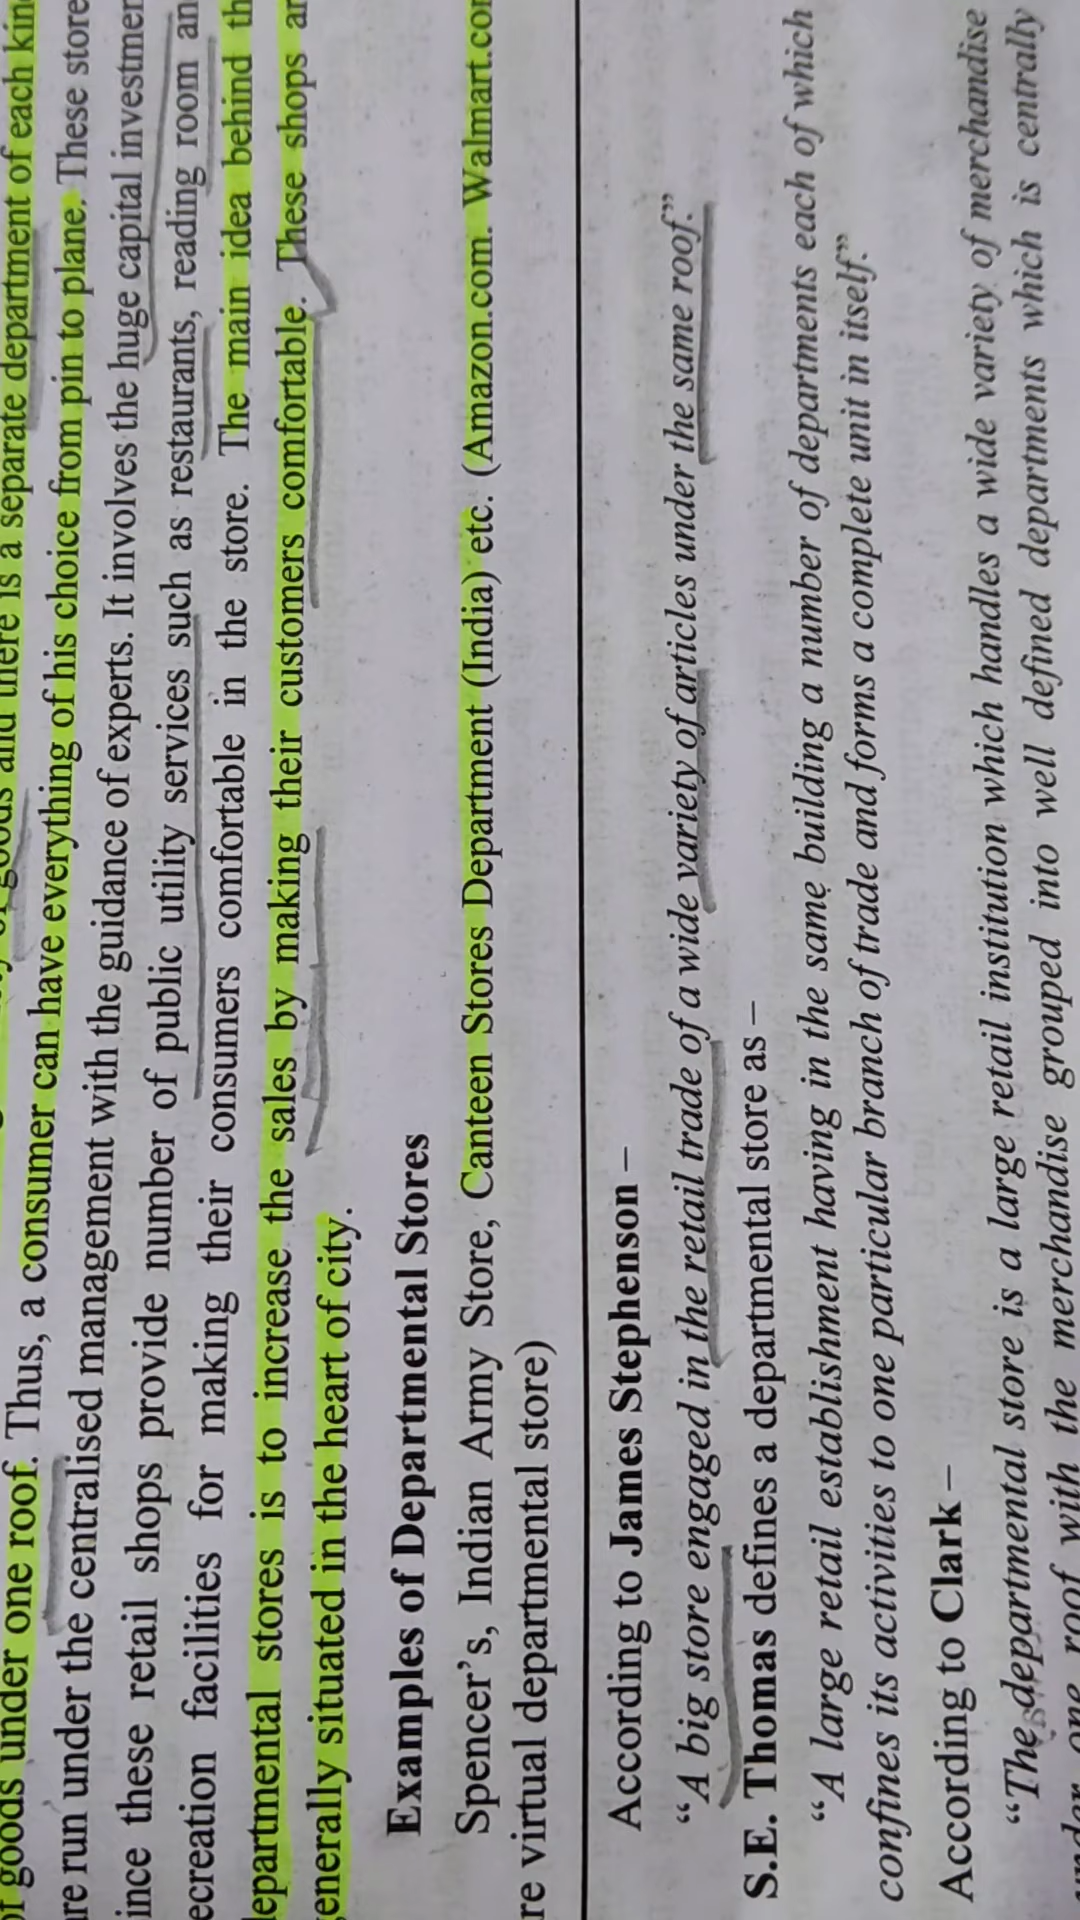 of goods under one roof. Thus, a consumer can have everything of his choice from pin to plane. These store
are run under the centralised management with the guidance of experts. It involves the huge capital investmen
ince these retail shops provide number of public utility services such as restaurants, reading room an
ecreation facilities for making their consumers comfortable in the store. The main idea behind th
departmental stores is to increase the sales by making their customers comfortable. These shops ar
generally situated in the heart of city.
Examples of Departmental Stores
Spencer's, Indian Army Store, Canteen Stores Department (India) etc. (Amazon.com. Walmart.com
re virtual departmental store)
According to James Stephenson –
"A big store engaged in the retail trade of a wide variety of articles under the same roof."
S.E. Thomas defines a departmental store as –
"A large retail establishment having in the same building a number of departments each of which
confines its activities to one particular branch of trade and forms a complete unit in itself."
According to Clark –
"The departmental store is a large retail institution which handles a wide variety of merchandise
under one roof with the merchandise grouped into well defined departments which is centrally